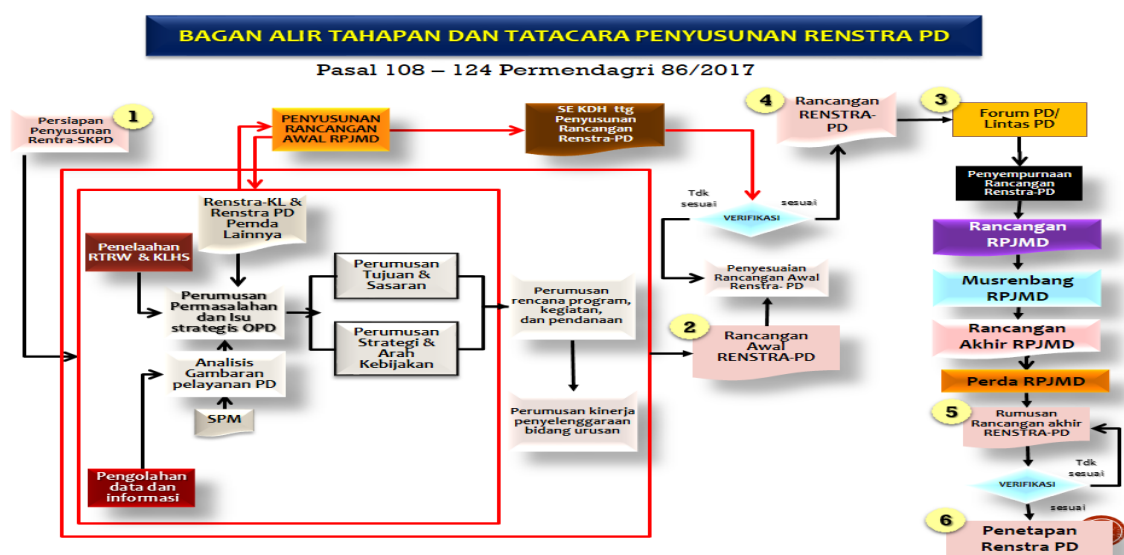 BAGAN ALIR TAHAPAN DAN TATACARA PENYUSUNAN RENSTRA PD
Pasal 108 – 124 Permendagri 86/2017
1
Persiapan
Penyusunan
Rentra-SKPD
PENYUSUNAN
RANCANGAN
AWAL RPJMD
SE KDH ttg
Penyusunan
Rancangan
Renstra-PD
4
Rancangan
RENSTRA-
PD
3
Forum PD/
Lintas PD
Penyempurnaan
Rancangan
Renstra-PD
Renstra-KL &
Renstra PD
Pemda
Lainnya
Penelaahan
RTRW & KLHS
Perumusan
Permasalahan
dan Isu
strategis OPD
Analisis
Gambaran
pelayanan PD
SPM
Pengolahan
data dan
informasi
Perumusan
Tujuan &
Sasaran
Perumusan
Strategi &
Arah
Kebijakan
Perumusan
rencana program,
kegiatan,
dan pendanaan
Perumusan kinerja
penyelenggaraan
bidang urusan
Tdk
sesuai
sesuai
VERIFIKASI
Penyesuaian
Rancangan Awal
Renstra- PD
2
Rancangan
Awal
RENSTRA-PD
Rancangan
RPJMD
Musrenbang
RPJMD
Rancangan
Akhir RPJMD
Perda RPJMD
5
Rumusan
Rancangan akhir
RENSTRA-PD
Tdk
sesuai
VERIFIKASI
sesuai
6
Penetapan
Renstra PD